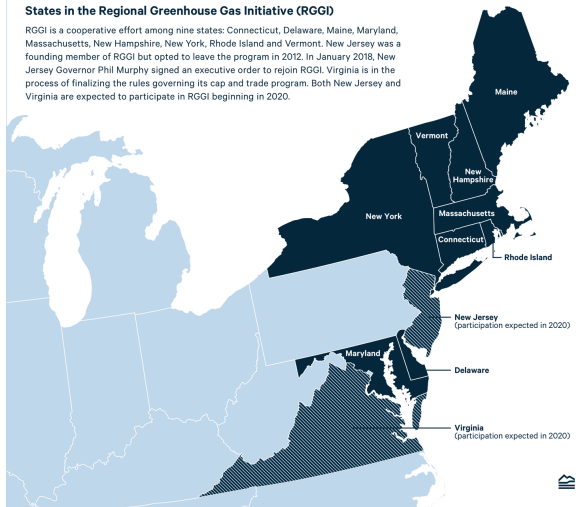 States in the Regional Greenhouse Gas Initiative (RGGI)
RGGI is a cooperative effort among nine states: Connecticut, Delaware, Maine, Maryland,
Massachusetts, New Hampshire, New York, Rhode Island and Vermont. New Jersey was a
founding member of RGGI but opted to leave the program in 2012. In January 2018, New
Jersey Governor Phil Murphy signed an executive order to rejoin RGGI. Virginia is in the
process of finalizing the rules governing its cap and trade program. Both New Jersey and
Virginia are expected to participate in RGGI beginning in 2020.
Maine
Vermont
New
Hampshire
New York
Massachusetts
Connecticut
Rhode Island
New Jersey
(participation expected in 2020)
Maryland
Delaware
Virginia
(participation expected in 2020)